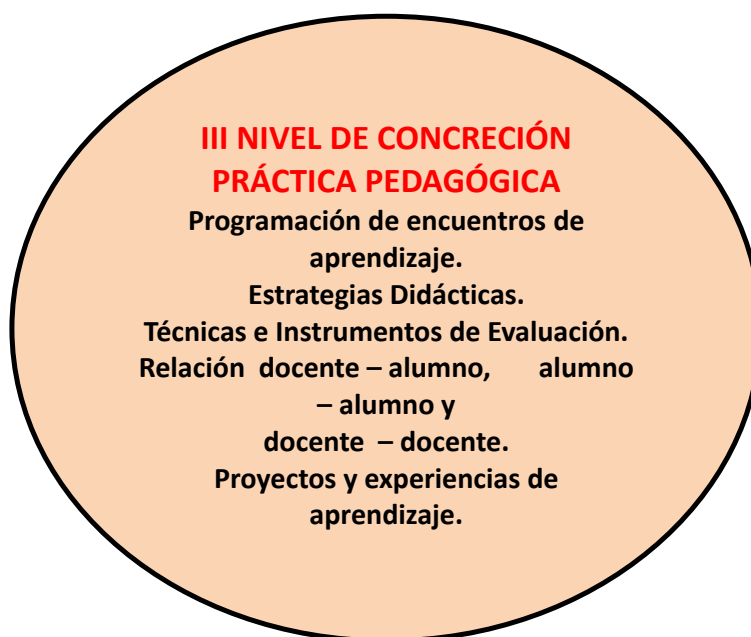 III NIVEL DE CONCRECIÓN
PRÁCTICA PEDAGÓGICA
Programación de encuentros de
aprendizaje.
Estrategias Didácticas.
Técnicas e Instrumentos de Evaluación.
Relación docente – alumno, alumno
– alumno y
docente – docente.
Proyectos y experiencias de
aprendizaje.